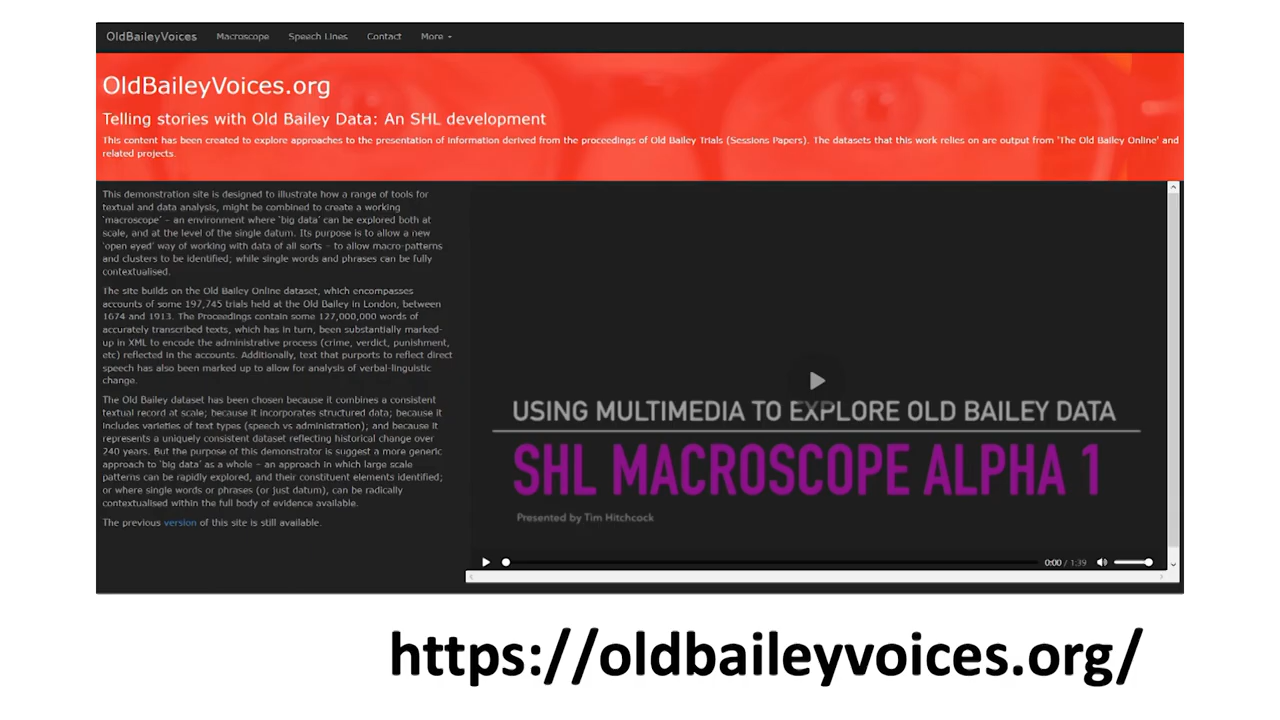 OldBaileyVoices Macroscope Speech Lines Contact More
OldBaileyVoices.org
Telling stories with Old Bailey Data: An SHL development
This content has been created to explore approaches to the presentation of information derived from the proceedings of Old Bailey Trials (Sessions Papers). The datasets that this work relies on are output from 'The Old Bailey Online' and
related projects.
This demonstration site is designed to illustrate how a range of tools for
textual and data analysis, might be combined to create a working
'macroscope' – an environment where 'big data' can be explored both at
scale, and at the level of the single datum. Its purpose is to allow a new
'open eyed' way of working with data of all sorts – to allow macro-patterns
and clusters to be identified; while single words and phrases can be fully
contextualised.
The site builds on the Old Bailey Online dataset, which encompasses
accounts of some 197,745 trials held at the Old Bailey in London, between
1674 and 1913. The Proceedings contain some 127,000,000 words of
accurately transcribed texts, which has in turn, been substantially marked-
up in XML to encode the administrative process (crime, verdict, punishment,
etc) reflected in the accounts. Additionally, text that purports to reflect direct
speech has also been marked up to allow for analysis of verbal-linguistic
change.
The Old Bailey dataset has been chosen because it combines a consistent
textual record at scale; because it incorporates structured data; because it
includes varieties of text types (speech vs administration); and because it
represents a uniquely consistent dataset reflecting historical change over
240 years. But the purpose of this demonstrator is suggest a more generic
approach to 'big data' as a whole – an approach in which large scale
patterns can be rapidly explored, and their constituent elements identified;
or where single words or phrases (or just datum), can be radically
contextualised within the full body of evidence available.
The previous version of this site is still available.
USING MULTIMEDIA TO EXPLORE OLD BAILEY DATA
SHL MACROSCOPE ALPHA 1
Presented by Tim Hitchcock
0:00 / 1:39
https://oldbaileyvoices.org/